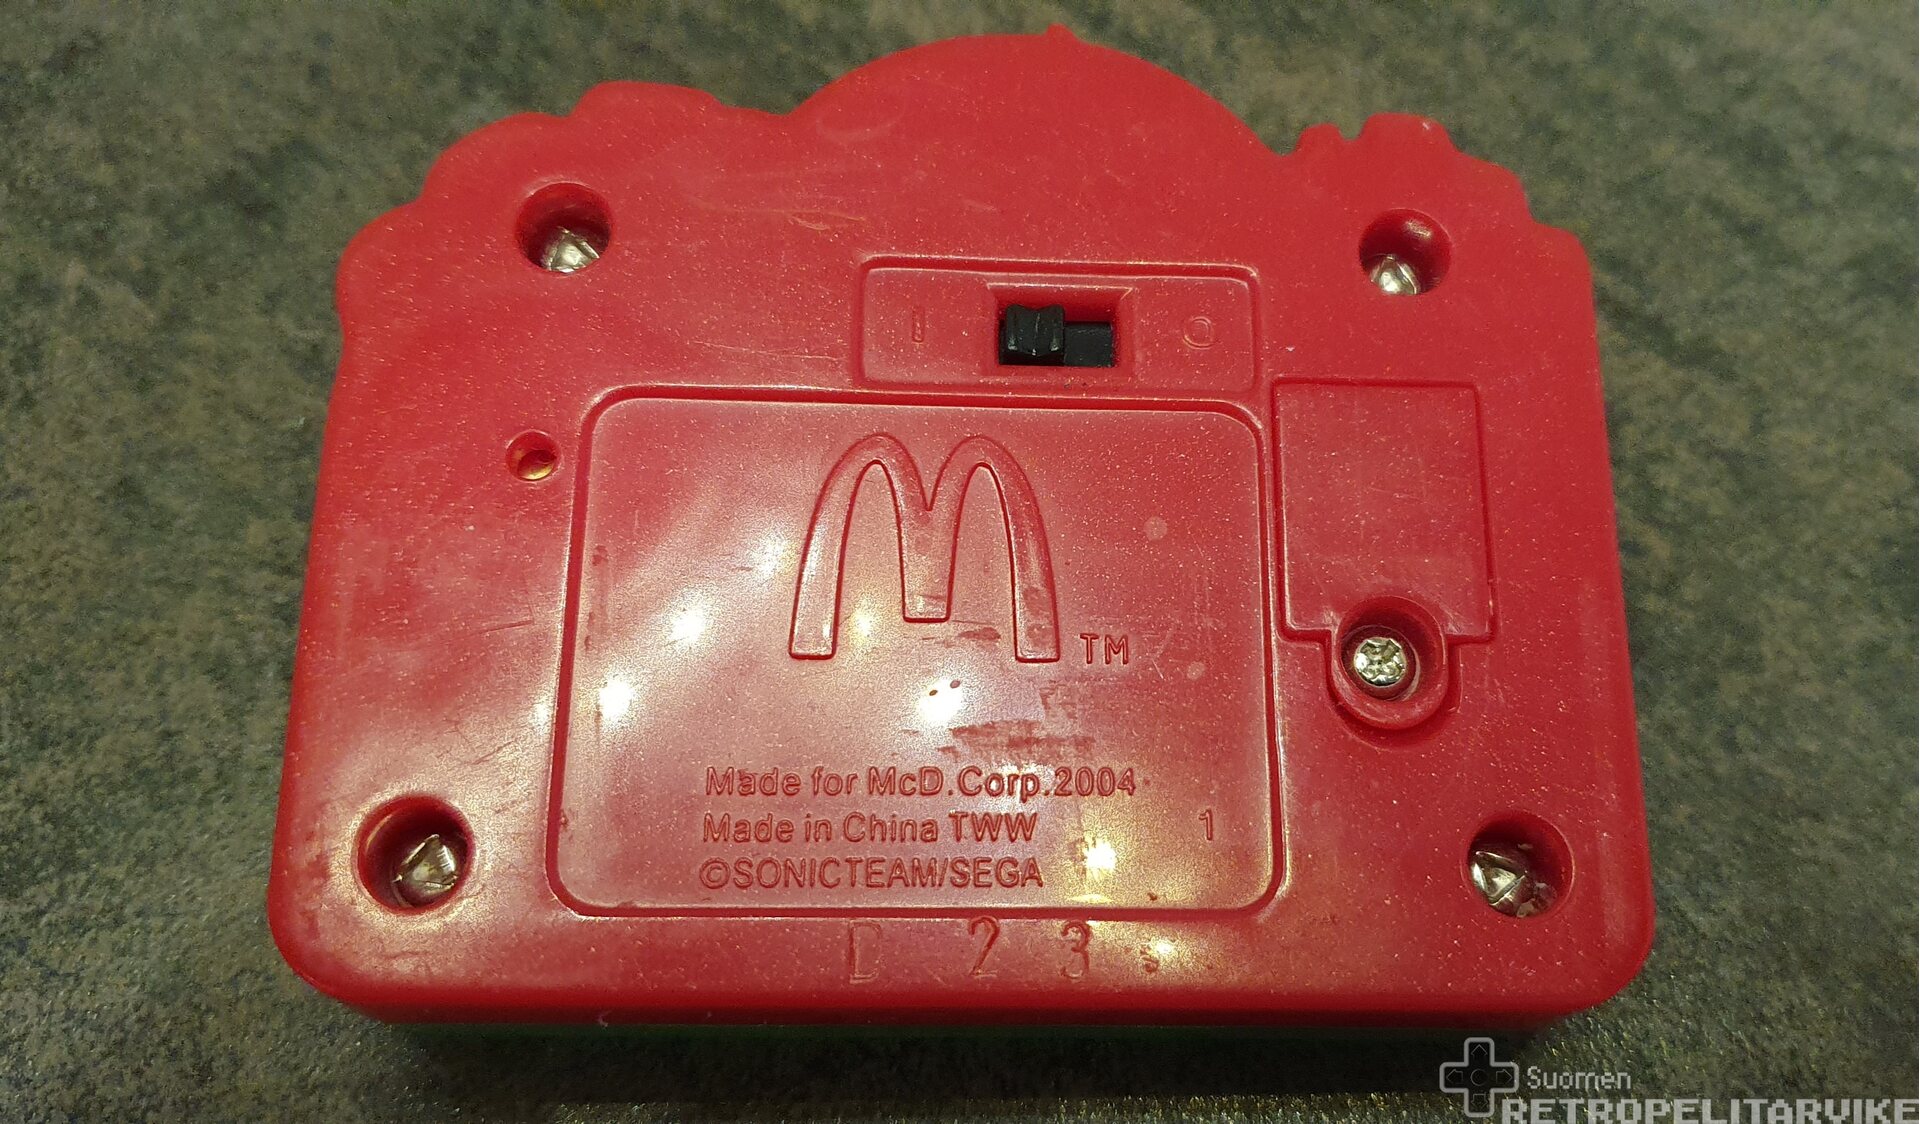 I O
M TM
Made for McD.Corp.2004
Made in China TWW 1
©SONICTEAM/SEGA
D 2 3
Suomen
RETROPELITARVIKE